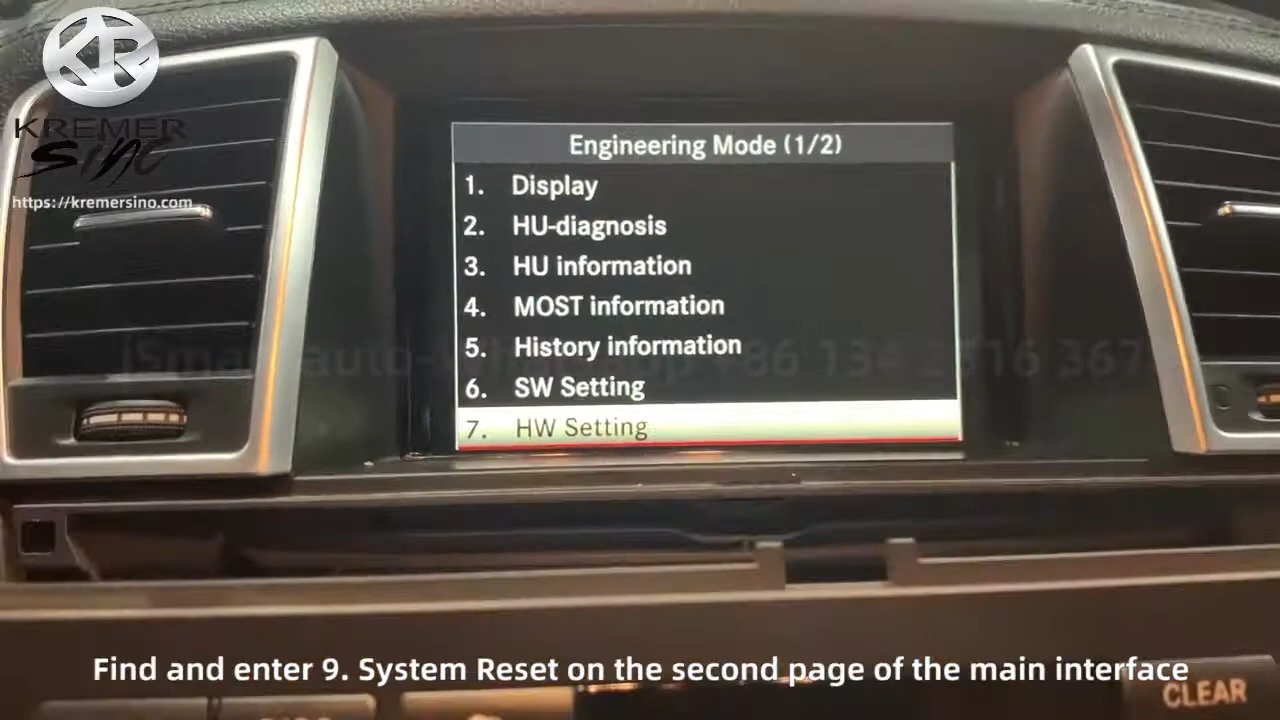 KR
KREMER
sino
https://kremersino.com
Engineering Mode (1/2)
1. Display
2. HU-diagnosis
3. HU information
4. MOST information
5. History information
6. SW Setting
7. HW Setting
Find and enter 9. System Reset on the second page of the main interface
CLEAR